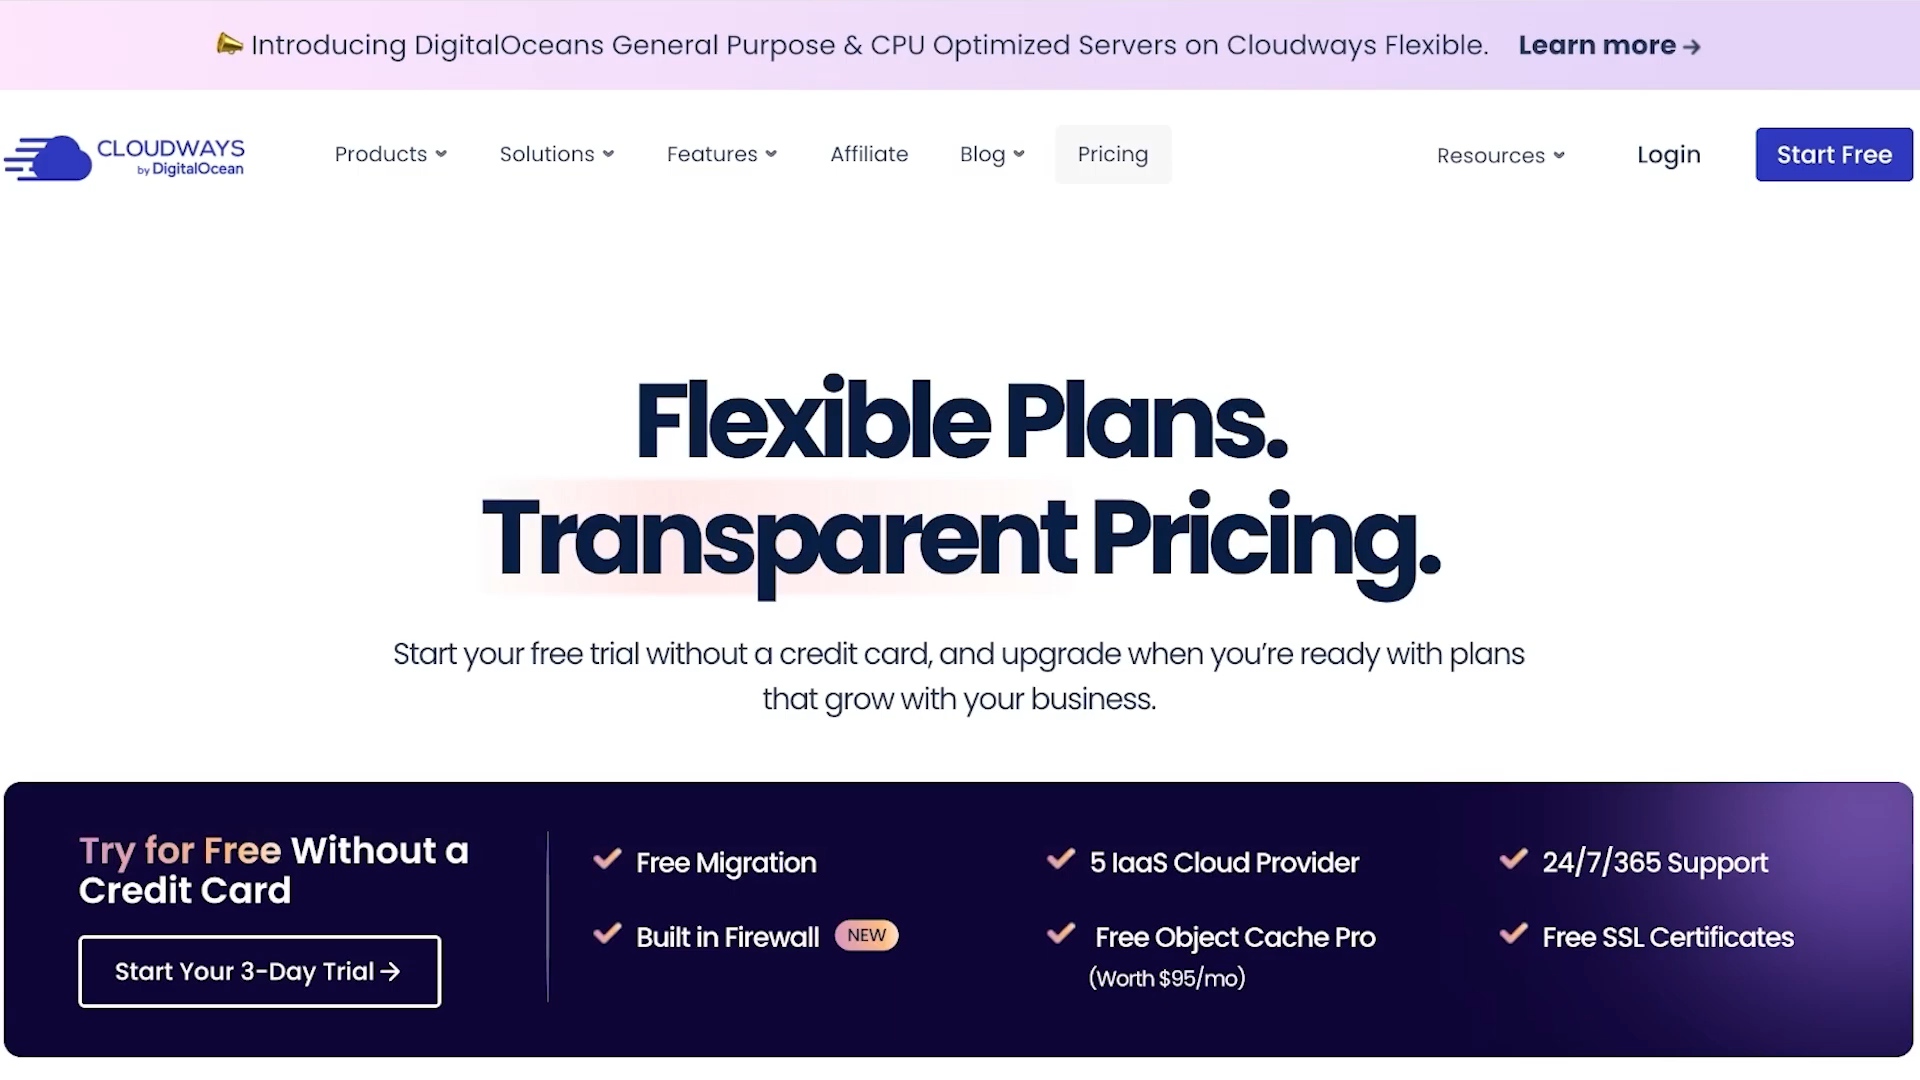 Introducing DigitalOceans General Purpose & CPU Optimized Servers on Cloudways Flexible. Learn more →
CLOUDWAYS
by DigitalOcean
Products
Solutions
Features
Affiliate
Blog
Pricing
Resources
Login
Start Free
Flexible Plans.
Transparent Pricing.
Start your free trial without a credit card, and upgrade when you’re ready with plans
that grow with your business.
Try for Free Without a
Credit Card
Start Your 3-Day Trial →
Free Migration
5 IaaS Cloud Provider
24/7/365 Support
Built in Firewall NEW
Free Object Cache Pro
(Worth $95/mo)
Free SSL Certificates